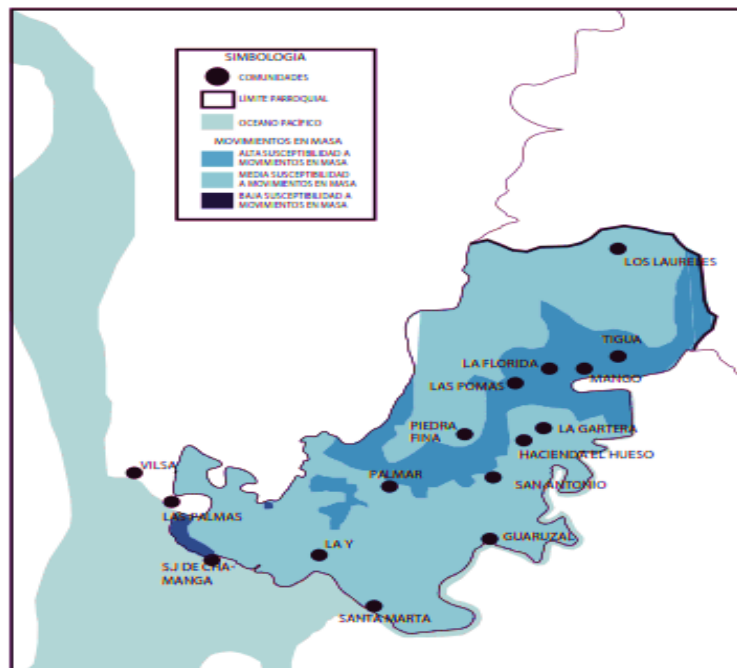 SIMBOLOGIA
COMUNIDADES
LIMITE PARROQUIAL
OCEANO PACÍFICO
MOVIMIENTOS EN MASA
ALTA SUSCEPTIBILIDAD A
MOVIMIENTOS EN MASA
MEDIA SUSCEPTIBILIDAD
A MOVIMIENTOS EN MASA
BAJA SUSCEPTIBILIDAD A
MOVIMIENTOS EN MASA
LOS LAURELES
TIGUA
LA FLORIDA
MANGO
LAS POMAS
PIEDRA
FINA
LA GARTERA
HACIENDA EL HUESO
VILSA
PALMAR
SAN ANTONIO
LAS PALMAS
GUARUZAL
LA Y
S.J DE CHA-
MANGA
SANTA MARTA